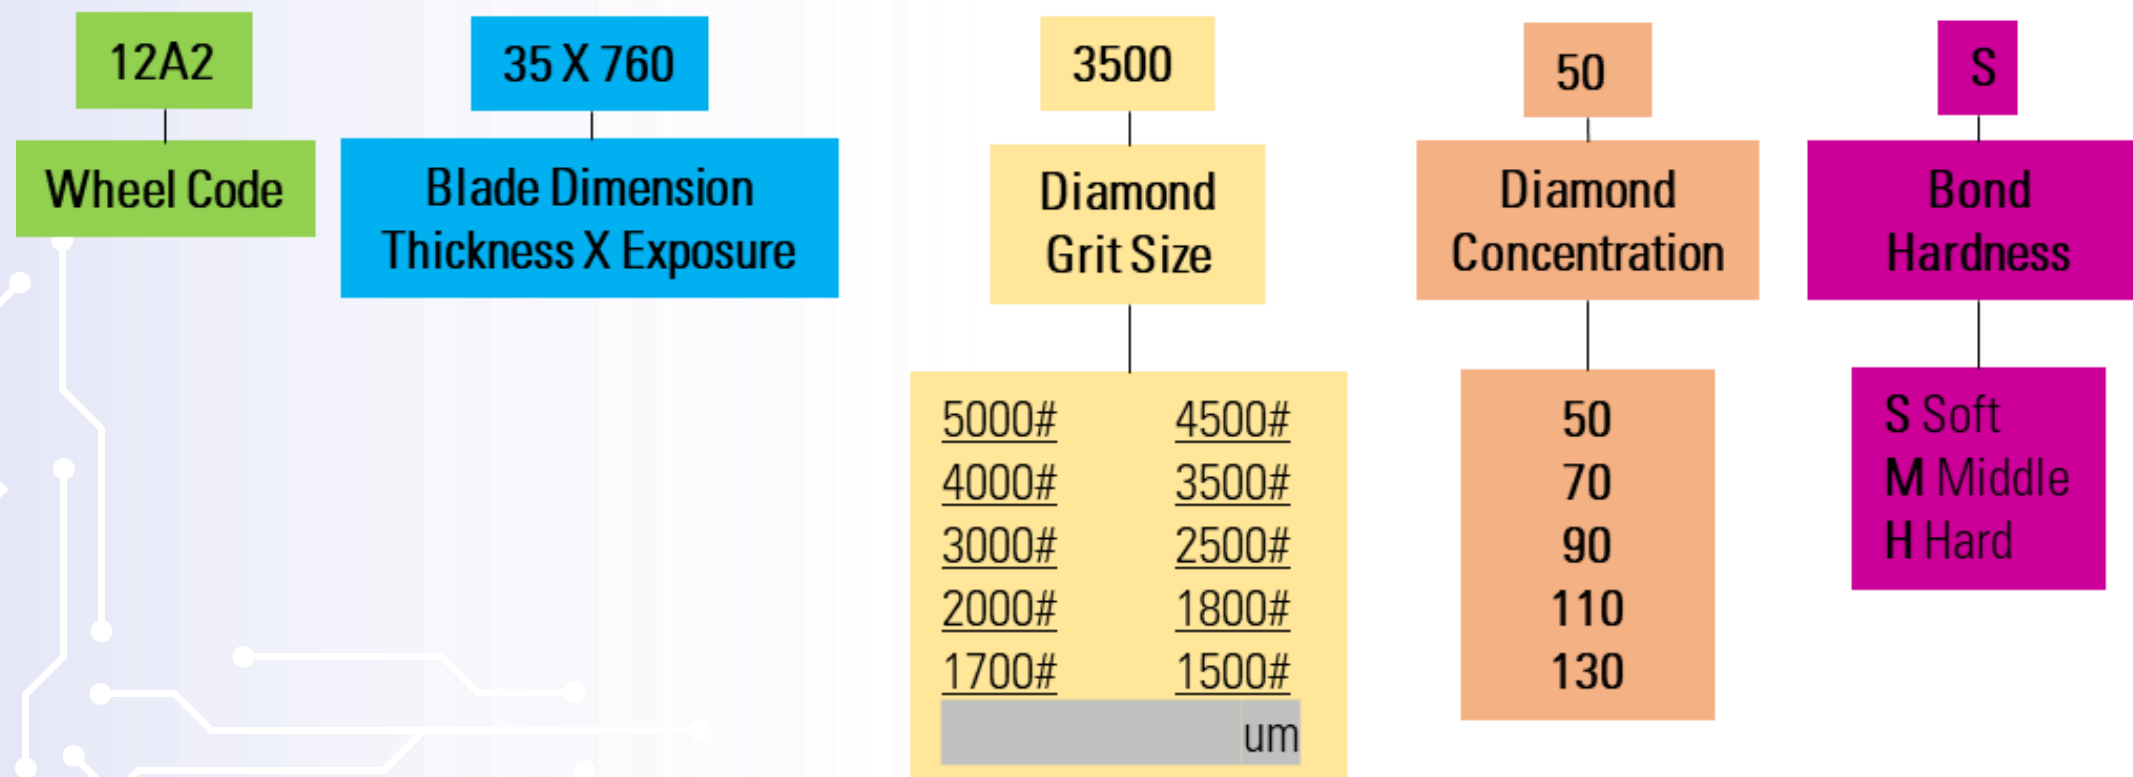 12A2
Wheel Code
35 X 760
Blade Dimension
Thickness X Exposure
3500
Diamond
Grit Size
5000# 4500#
4000# 3500#
3000# 2500#
2000# 1800#
1700# 1500#
um
50
Diamond
Concentration
50
70
90
110
130
S
Bond
Hardness
S Soft
M Middle
H Hard